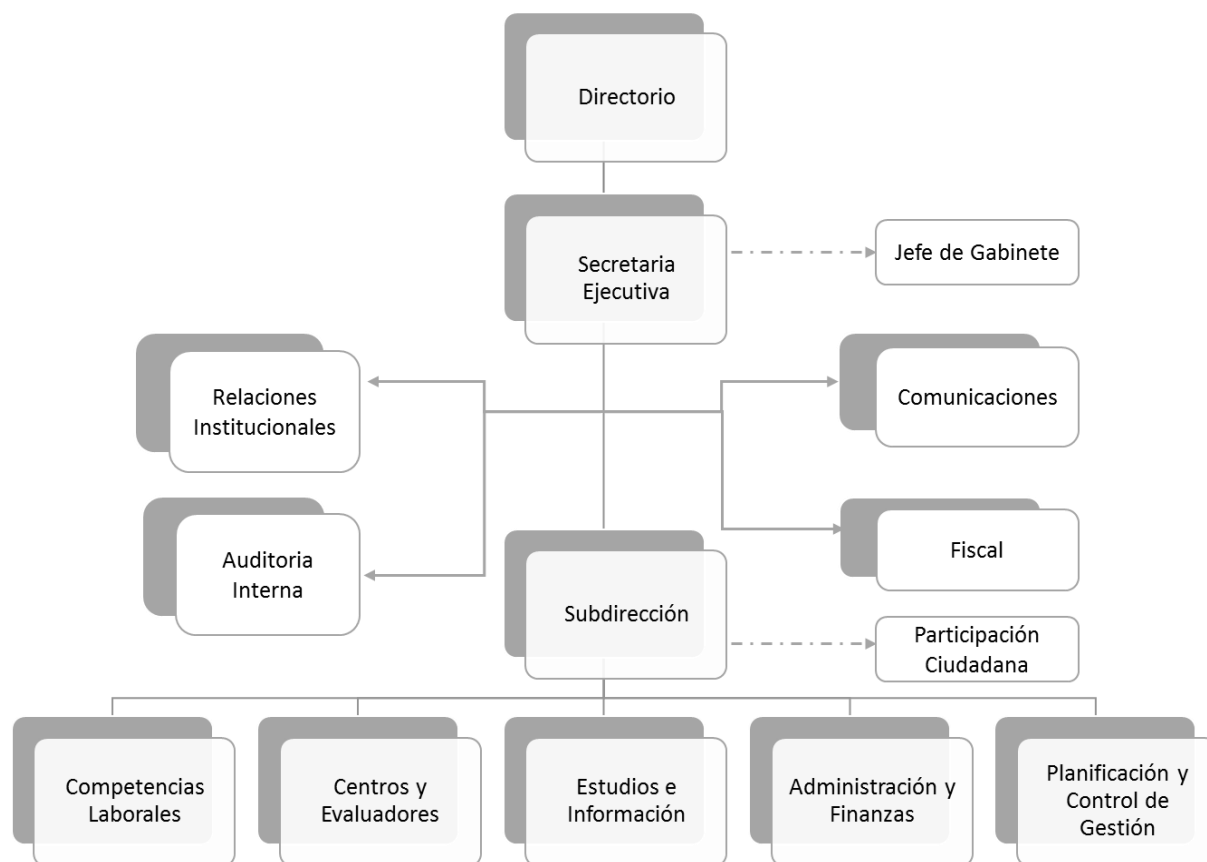 Directorio
Secretaria
Ejecutiva
Jefe de Gabinete
Relaciones
Institucionales
Comunicaciones
Auditoria
Interna
Fiscal
Subdirección
Participación
Ciudadana
Competencias
Laborales
Centros y
Evaluadores
Estudios e
Información
Administración y
Finanzas
Planificación y
Control de
Gestión